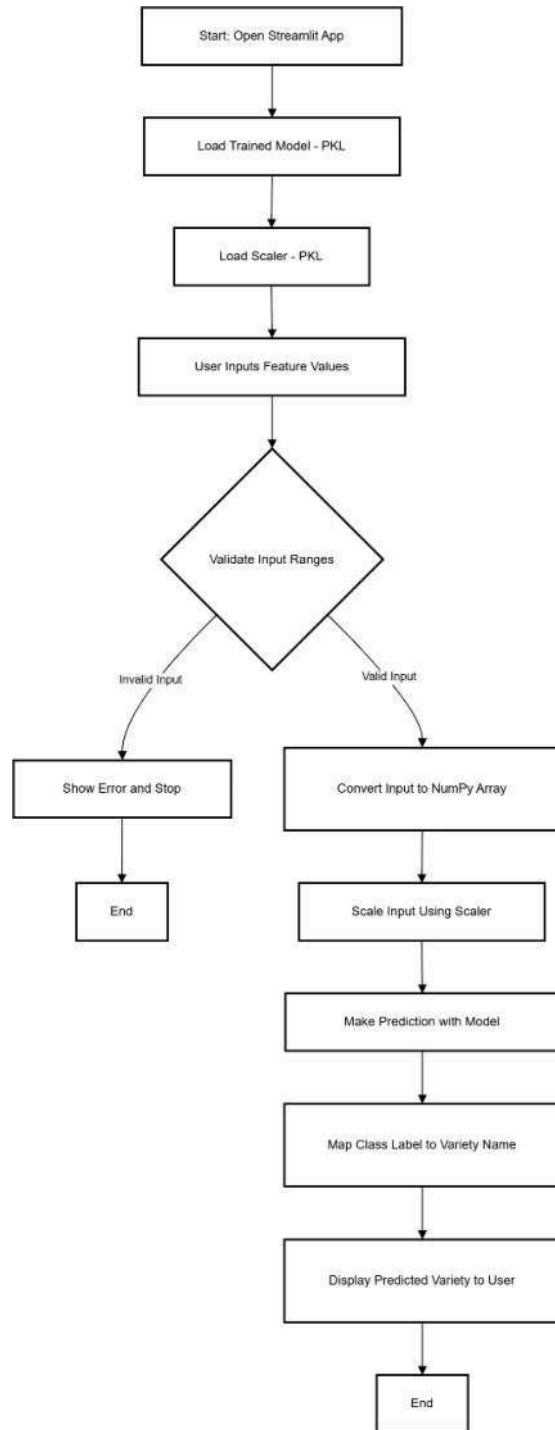 Start: Open Streamlit App
Load Trained Model - PKL
Load Scaler - PKL
User Inputs Feature Values
Validate Input Ranges
Invalid Input
Valid Input
Show Error and Stop
Convert Input to NumPy Array
End
Scale Input Using Scaler
Make Prediction with Model
Map Class Label to Variety Name
Display Predicted Variety to User
End